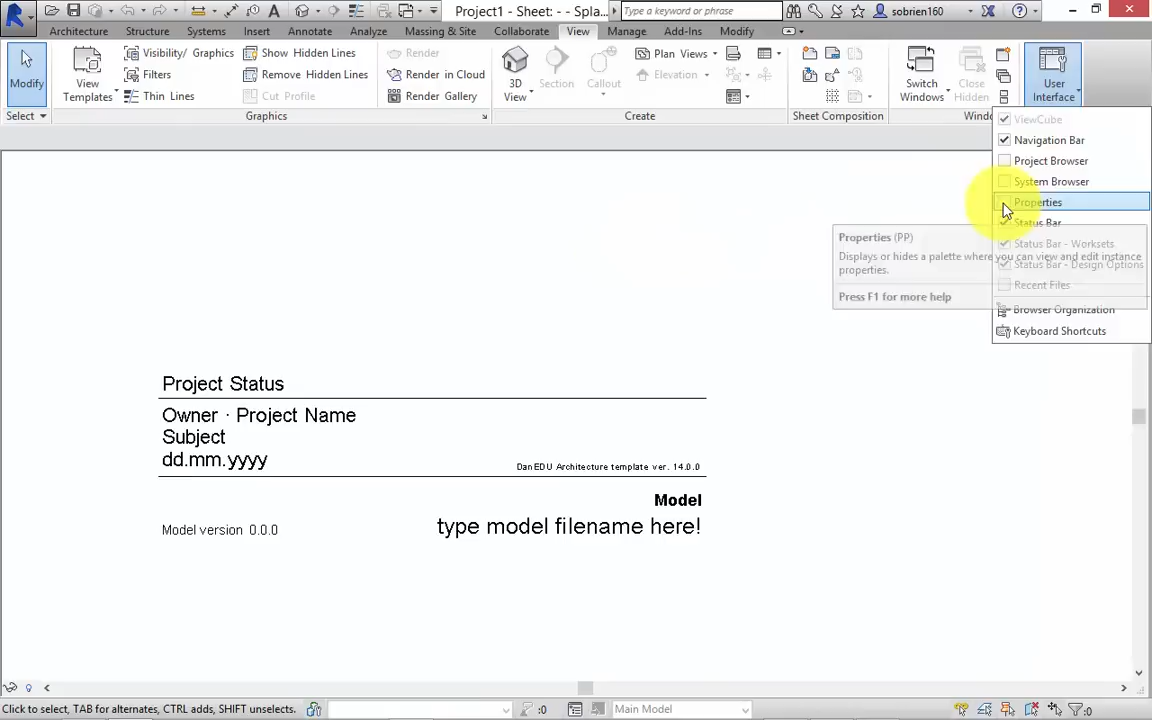 Project1 - Sheet: - - Spla...
Type a keyword or phrase
sobrien160
Architecture
Structure
Systems
Insert
Annotate
Analyze
Massing & Site
Collaborate
View
Manage
Add-Ins
Modify
Modify
View
Templates
Visibility/ Graphics
Filters
Thin Lines
Show Hidden Lines
Remove Hidden Lines
Cut Profile
Render
Render in Cloud
Render Gallery
3D
View
Section
Callout
Plan Views
Elevation
Switch
Windows
Close
Hidden
User
Interface
Select
Graphics
Create
Sheet Composition
Windo
ViewCube
Navigation Bar
Project Browser
System Browser
Properties
Status Bar
Status Bar - Worksets
Status Bar - Design Options
Recent Files
Browser Organization
Keyboard Shortcuts
Properties (PP)
Displays or hides a palette where you can view and edit instance
properties.
Press F1 for more help
Project Status
Owner · Project Name
Subject
dd.mm.yyyy
DanEDU Architecture template ver. 14.0.0
Model
type model filename here!
Model version 0.0.0
Click to select, TAB for alternates, CTRL adds, SHIFT unselects.
:0
Main Model
:0